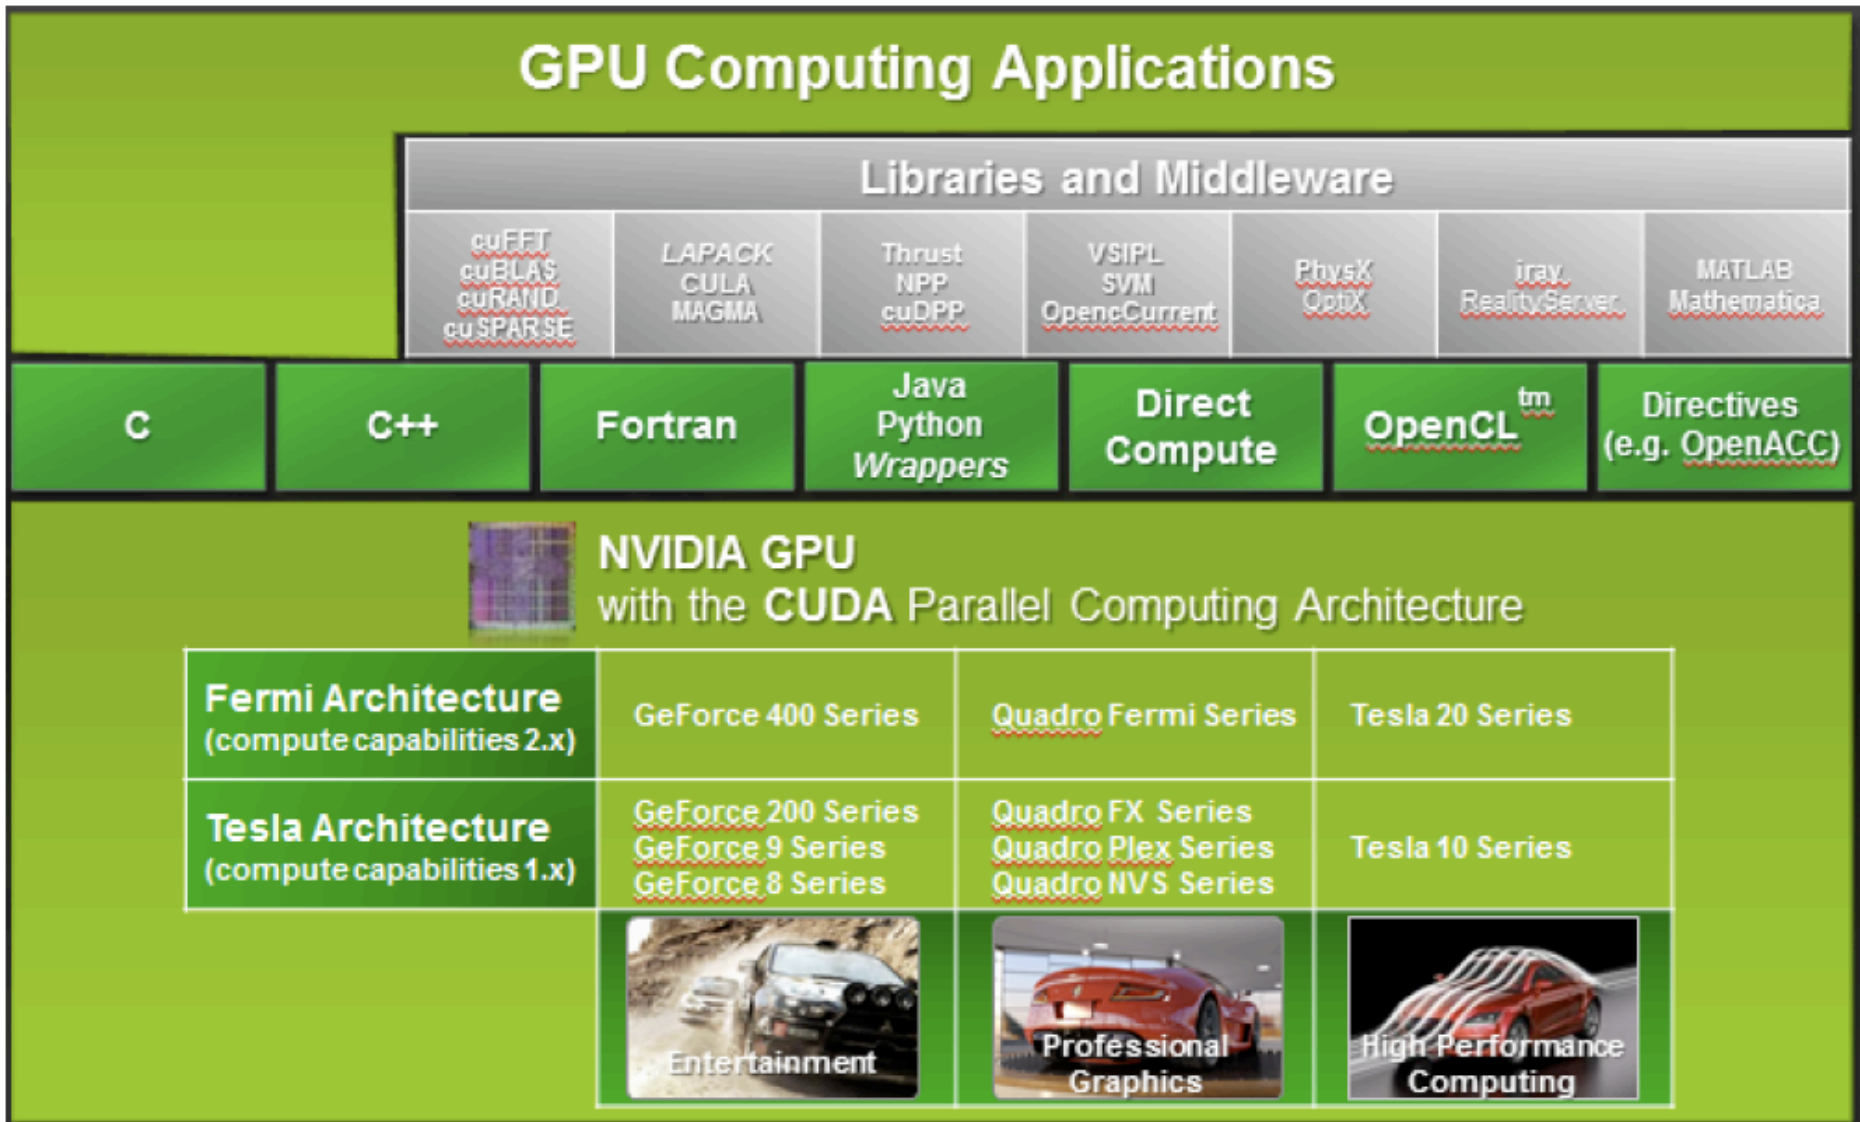 GPU Computing Applications
Libraries and Middleware
cuFFT
cuBLAS
cuRAND
cuSPARSE
LAPACK
CULA
MAGMA
Thrust
NPP
cuDPP
VSIPL
SVM
OpencCurrent
PhysX
OptiX
iray
RealityServer
MATLAB
Mathematica
C
C++
Fortran
Java
Python
Wrappers
Direct
Compute
OpenCL tm
Directives
(e.g. OpenACC)
NVIDIA GPU
with the CUDA Parallel Computing Architecture
Fermi Architecture
(compute capabilities 2.x)
GeForce 400 Series
Quadro Fermi Series
Tesla 20 Series
Tesla Architecture
(compute capabilities 1.x)
GeForce 200 Series
GeForce 9 Series
GeForce 8 Series
Quadro FX Series
Quadro Plex Series
Quadro NVS Series
Tesla 10 Series
Entertainment
Professional
Graphics
High Performance
Computing